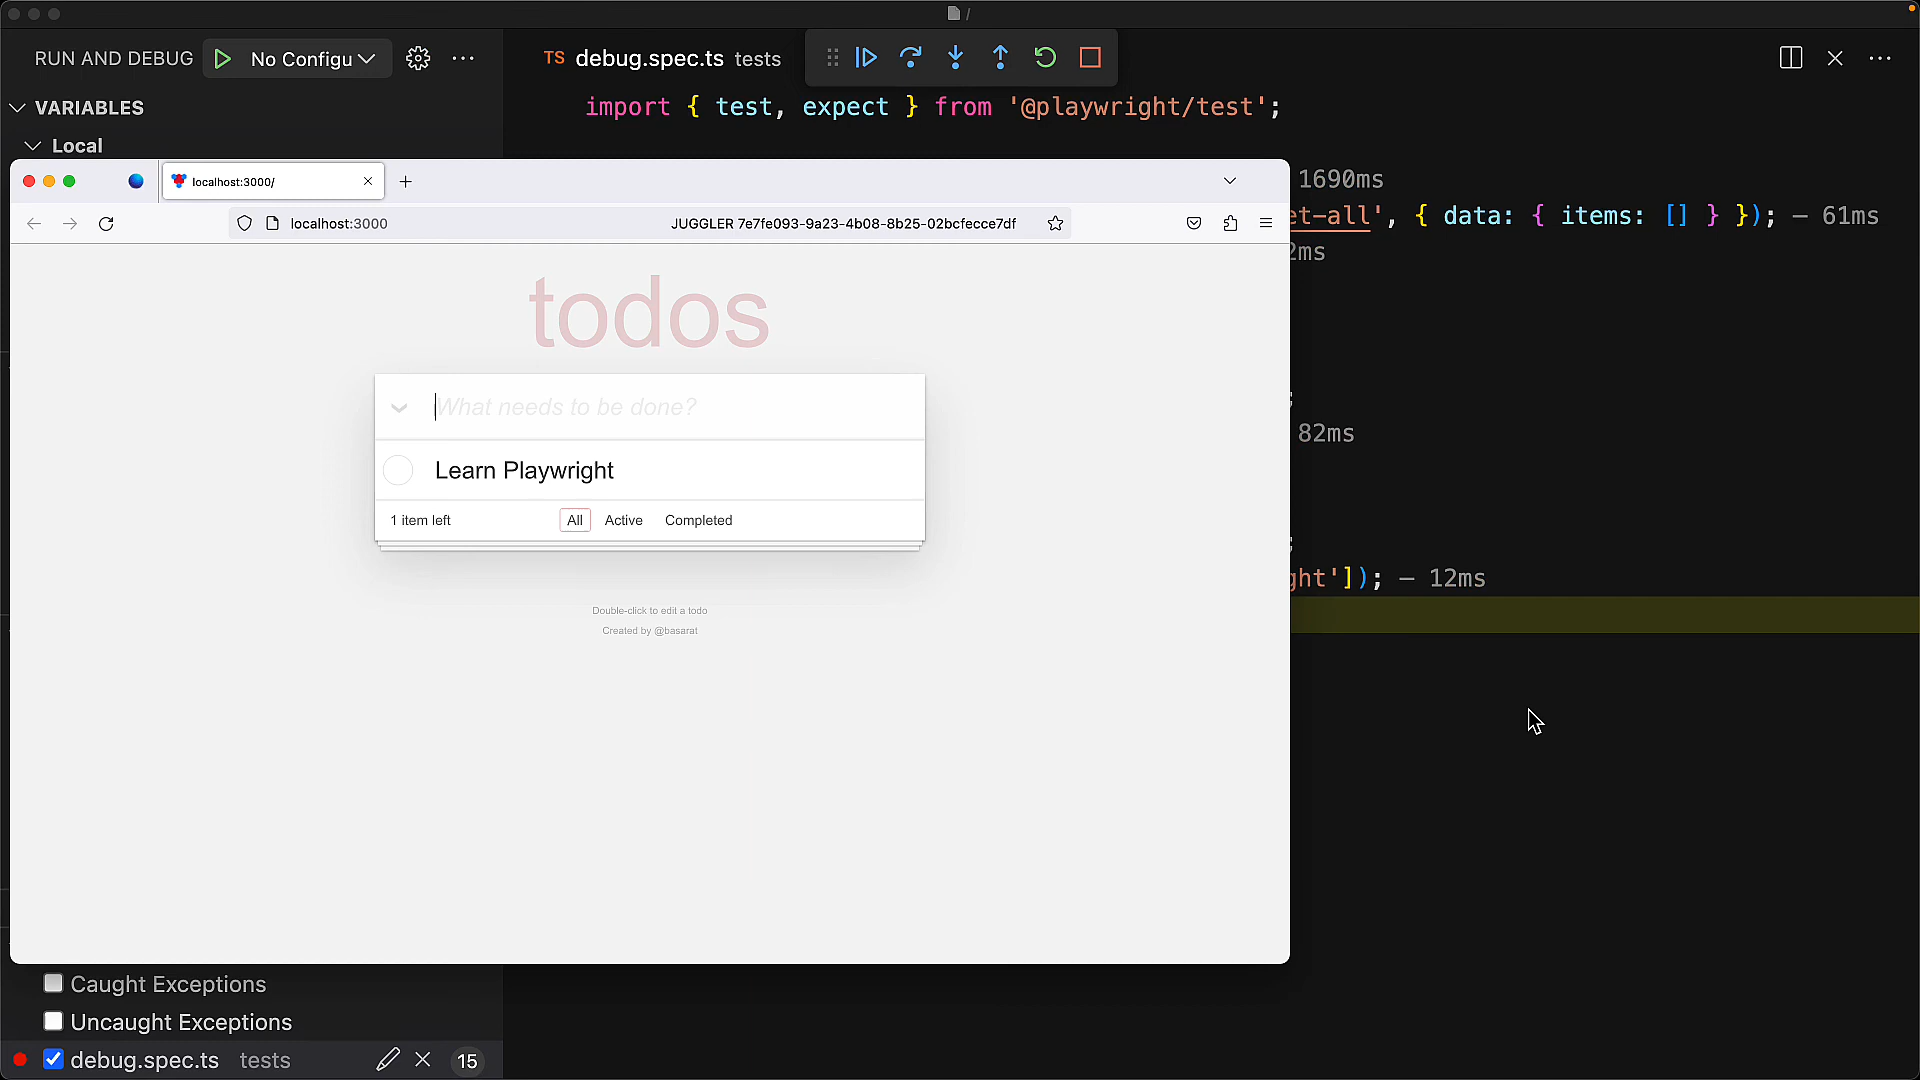 /
RUN AND DEBUG No Configu
TS debug.spec.ts tests
VARIABLES
import { test, expect } from '@playwright/test';
Local
localhost:3000/
1690ms
et-all', { data: { items: [] } }); — 61ms
localhost:3000 JUGGLER 7e7fe093-9a23-4b08-8b25-02bcfecce7df
2ms
todos
;
What needs to be done?
82ms
Learn Playwright
1 item left All Active Completed
;
ght']); — 12ms
Double-click to edit a todo
Created by @basarat
Caught Exceptions
Uncaught Exceptions
debug.spec.ts tests 15